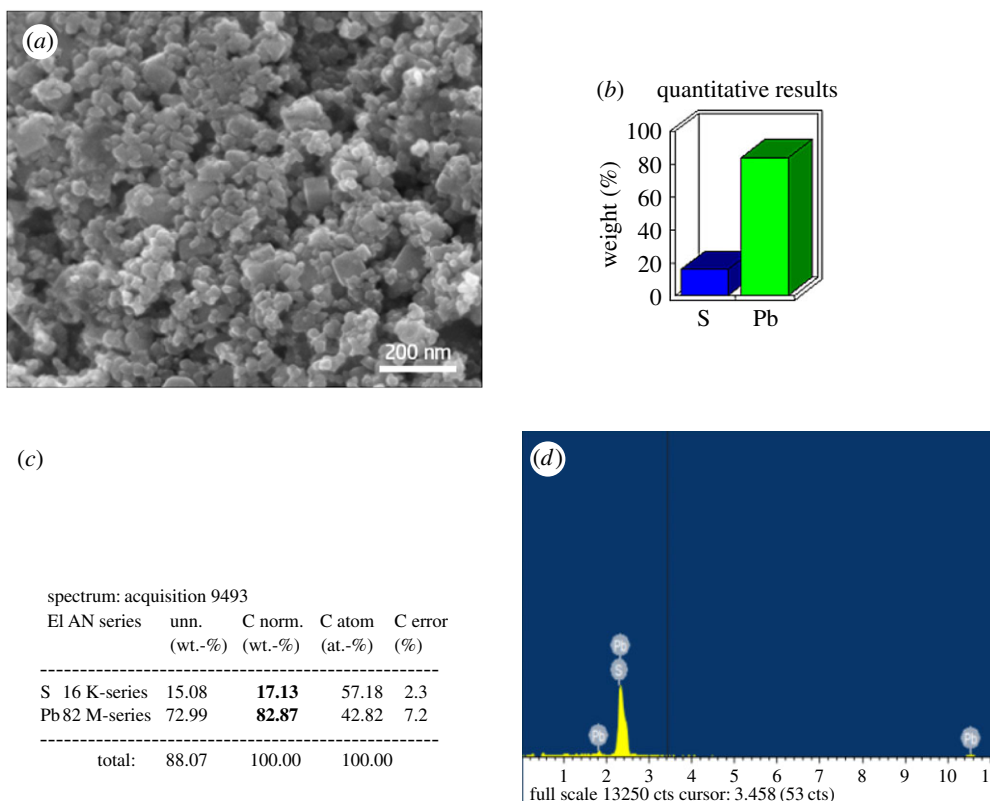 (a)
200 nm
(b) quantitative results
weight (%)
100
80
60
40
20
0
S Pb
(c)
spectrum: acquisition 9493
El AN series unn. C norm. C atom C error
(wt.-%) (wt.-%) (at.-%) (%)
S 16 K-series 15.08 17.13 57.18 2.3
Pb 82 M-series 72.99 82.87 42.82 7.2
total: 88.07 100.00 100.00
(d)
Pb
S
Pb
Pb
1 2 3 4 5 6 7 8 9 10 1
full scale 13250 cts cursor: 3.458 (53 cts)